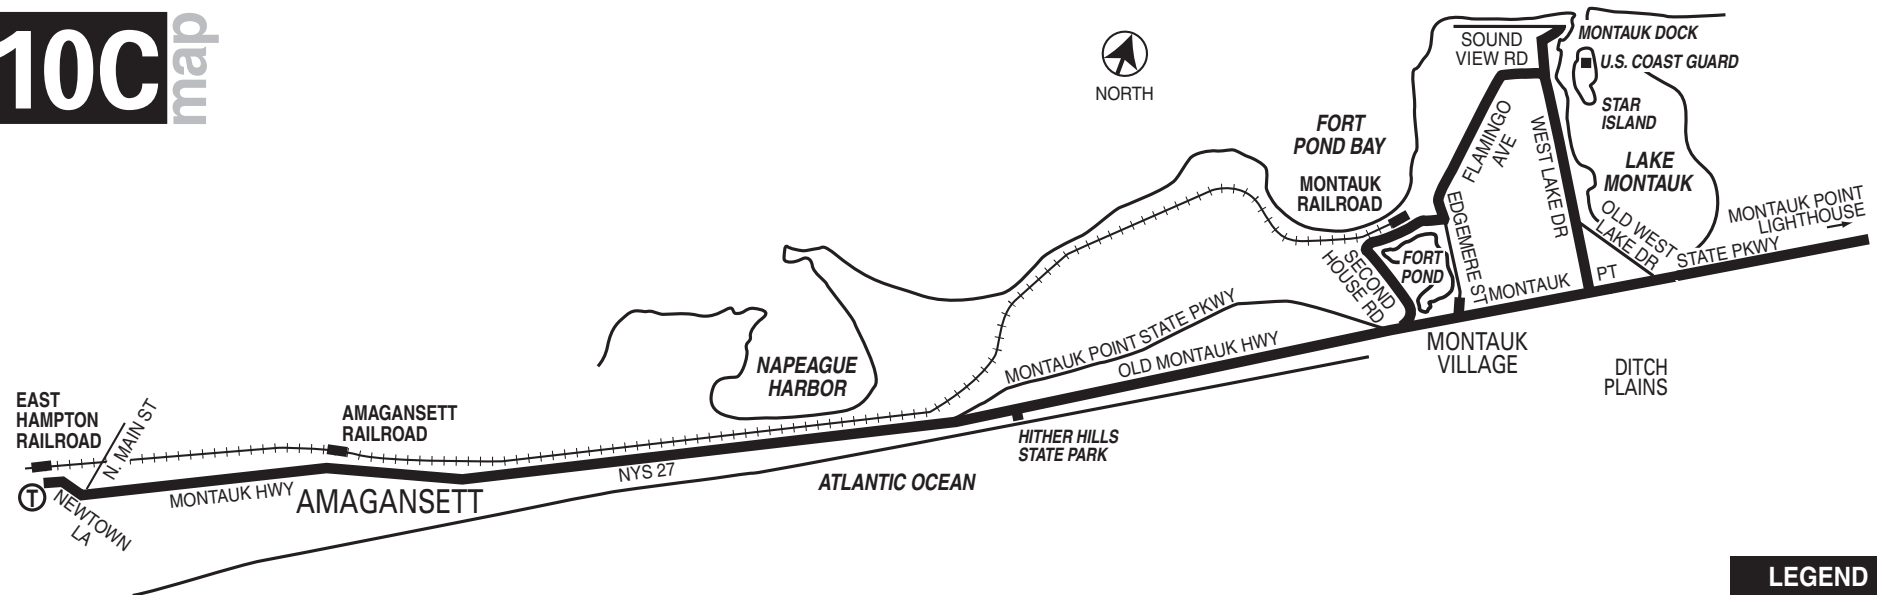 10C
map
NORTH
SOUND
VIEW RD
MONTAUK DOCK
U.S. COAST GUARD
STAR
ISLAND
FORT
POND BAY
FLAMINGO
AVE
WEST LAKE DR
LAKE
MONTAUK
MONTAUK
RAILROAD
MONTAUK POINT
LIGHTHOUSE
OLD WEST
LAKE DR
STATE PKWY
EDGEMERE ST
SECOND
HOUSE RD
FORT
POND
MONTAUK
PT
MONTAUK POINT STATE PKWY
OLD MONTAUK HWY
MONTAUK
VILLAGE
DITCH
PLAINS
NAPEAGUE
HARBOR
EAST
HAMPTON
RAILROAD
N. MAIN ST
AMAGANSETT
RAILROAD
HITHER HILLS
STATE PARK
NYS 27
ATLANTIC OCEAN
T
NEWTOWN
LA
MONTAUK HWY
AMAGANSETT
LEGEND